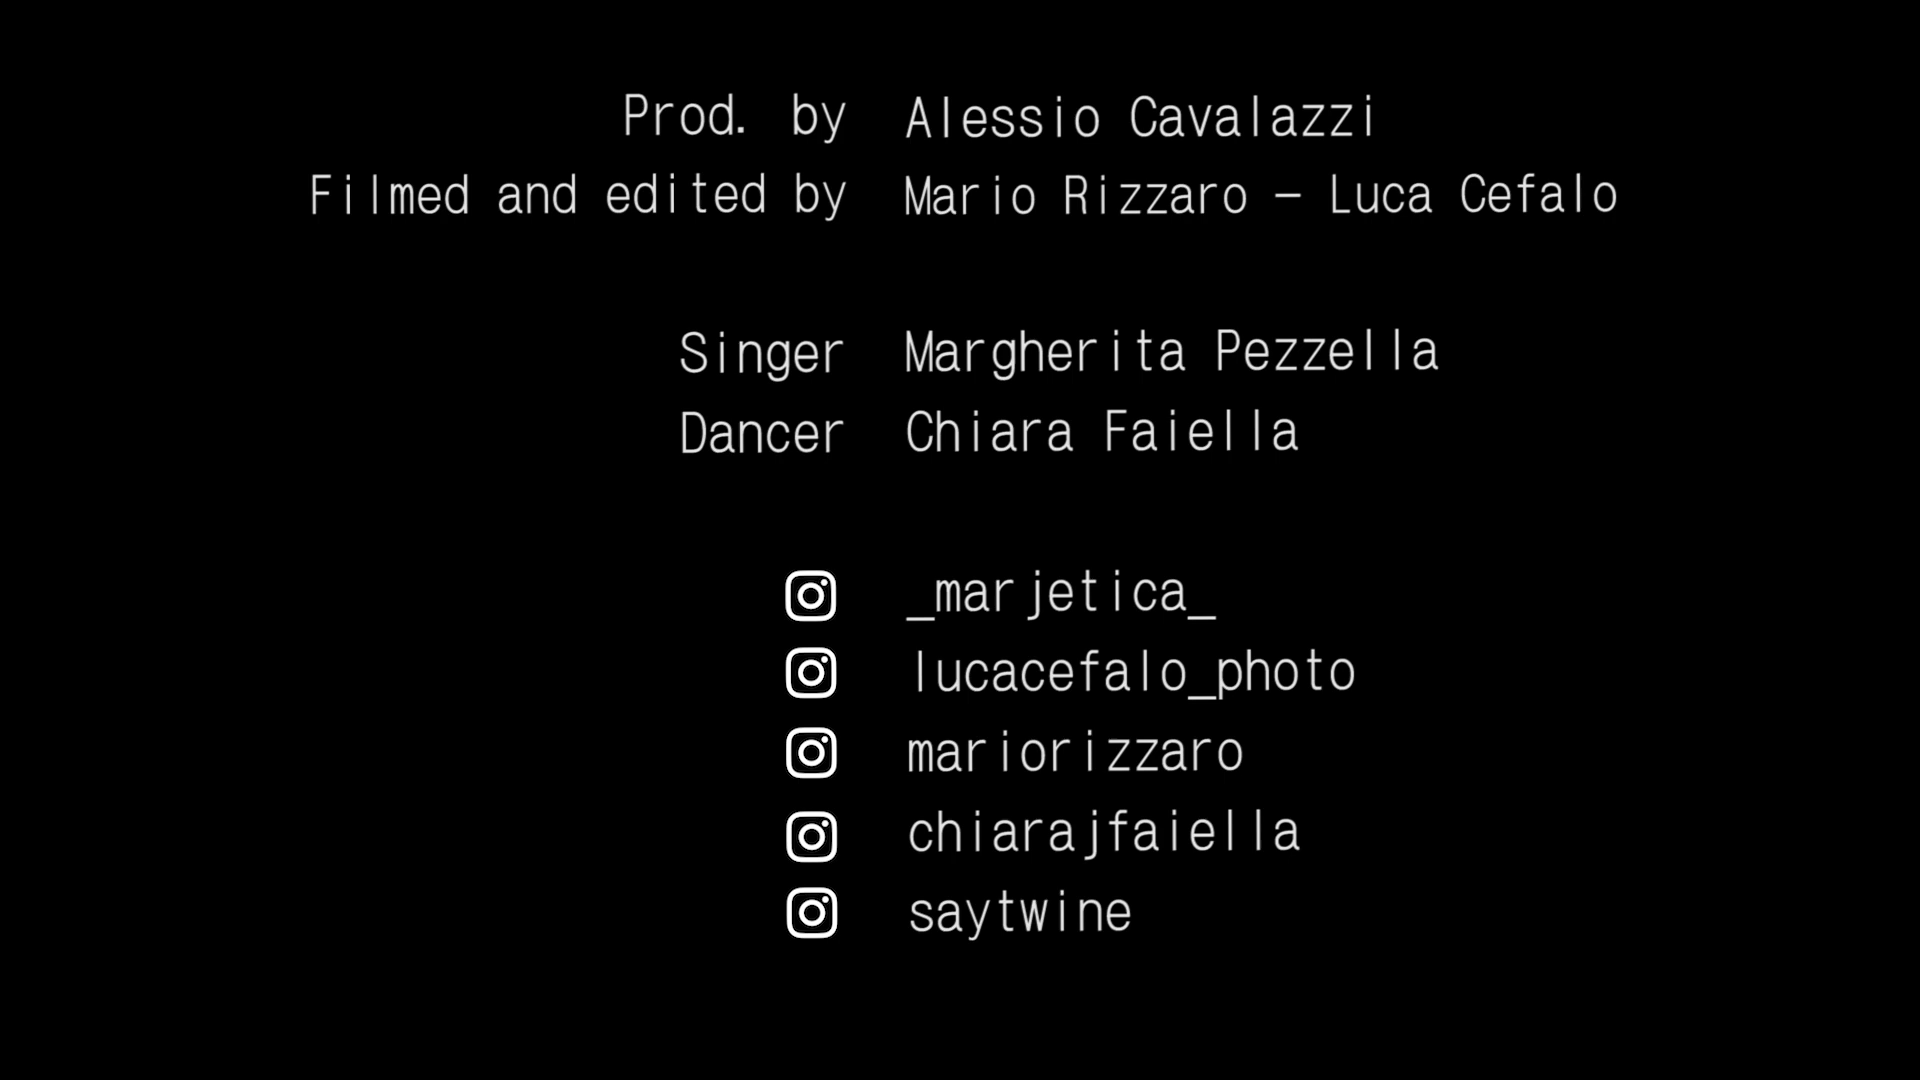 Prod. by Alessio Cavalazzi
Filmed and edited by Mario Rizzaro - Luca Cefalo
Singer Margherita Pezzella
Dancer Chiara Faiella
_marjetica_
lucacefalo_photo
mariorizzaro
chiarajfaiella
saytwine